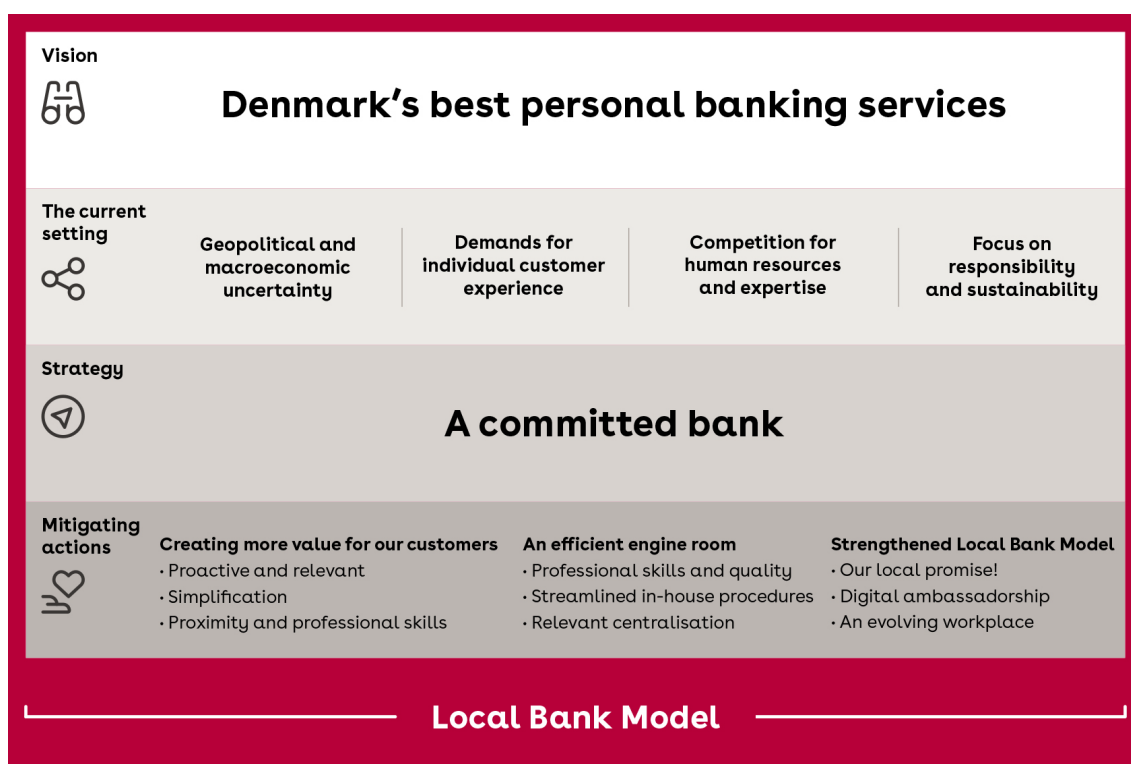 Vision
Denmark's best personal banking services
The current
setting
Geopolitical and
macroeconomic
uncertainty
Demands for
individual customer
experience
Competition for
human resources
and expertise
Focus on
responsibility
and sustainability
Strategy
A committed bank
Mitigating
actions
Creating more value for our customers
· Proactive and relevant
· Simplification
· Proximity and professional skills
An efficient engine room
· Professional skills and quality
· Streamlined in-house procedures
· Relevant centralisation
Strengthened Local Bank Model
· Our local promise!
· Digital ambassadorship
· An evolving workplace
Local Bank Model